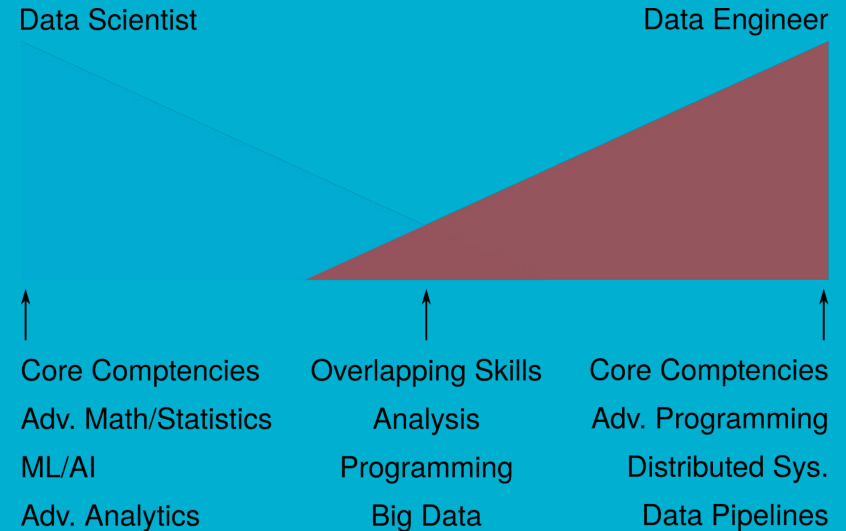 Data Scientist
Data Engineer
Core Comptencies
Adv. Math/Statistics
ML/AI
Adv. Analytics
Overlapping Skills
Analysis
Programming
Big Data
Core Comptencies
Adv. Programming
Distributed Sys.
Data Pipelines